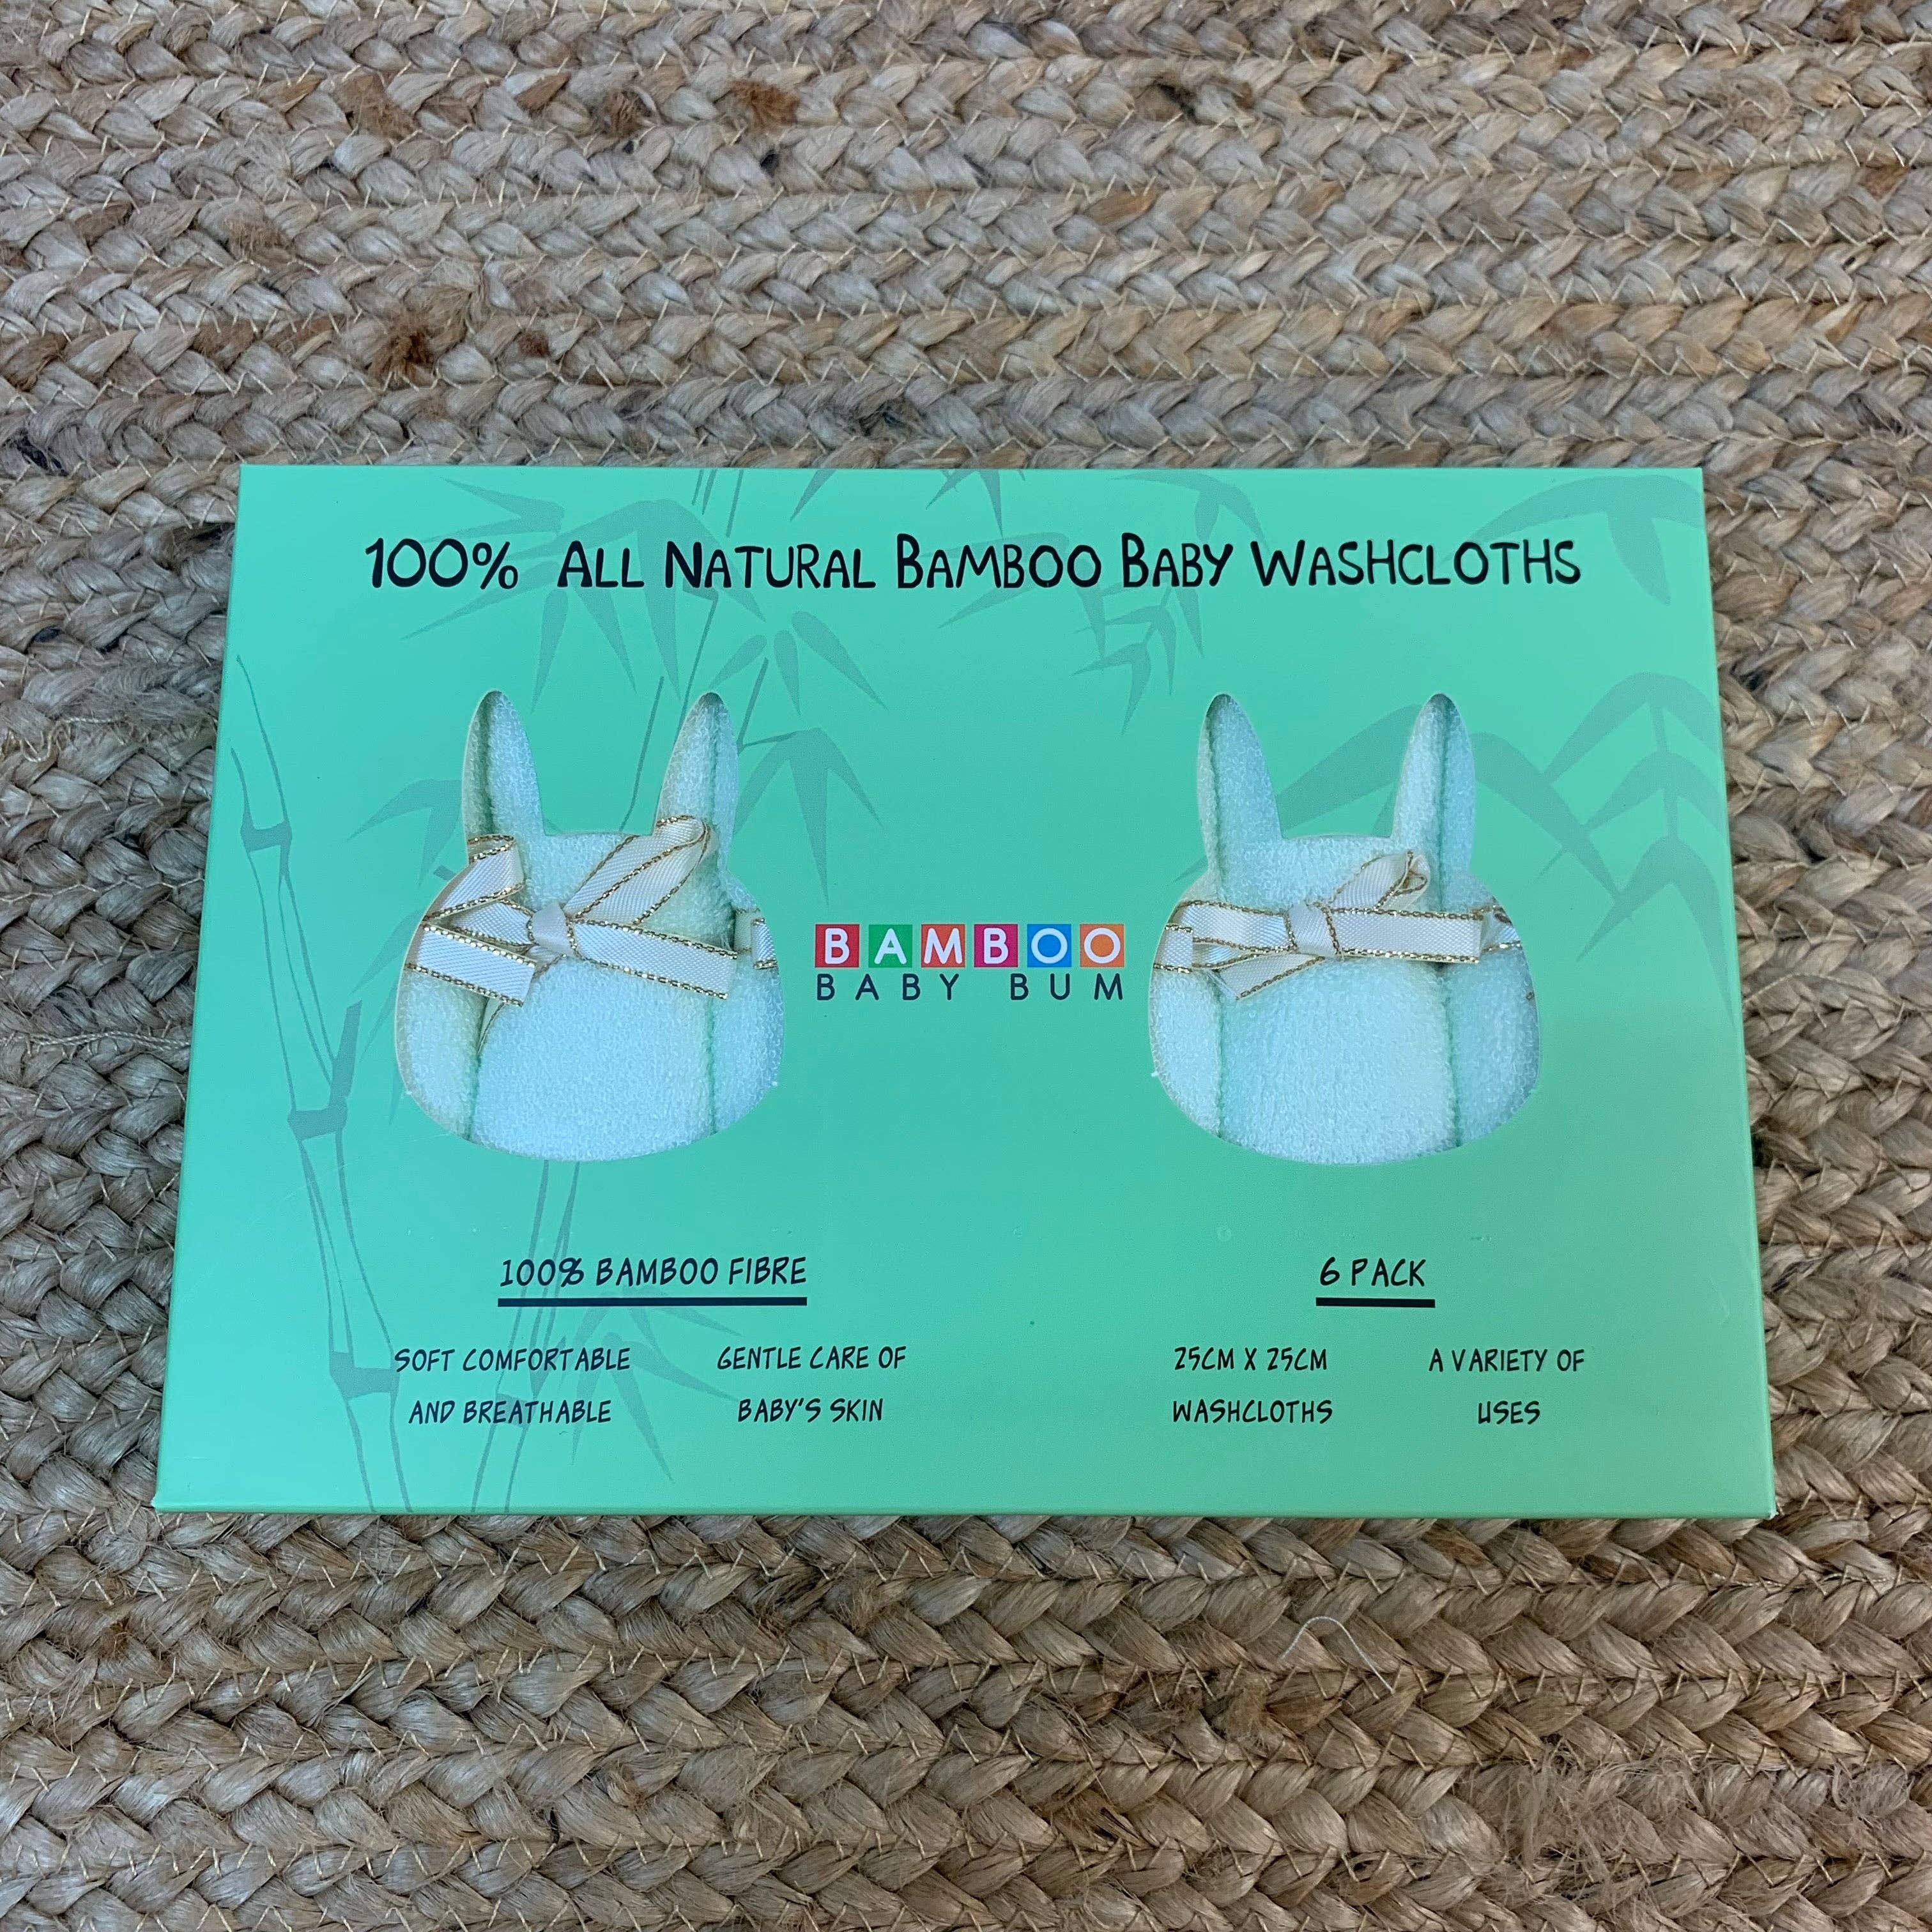 100% ALL NATURAL BAMBOO BABY WASHCLOTHS
BAMBOO
BABY BUM
100% BAMBOO FIBRE
SOFT COMFORTABLE
AND BREATHABLE
GENTLE CARE OF
BABY'S SKIN
6 PACK
25CM X 25CM
WASHCLOTHS
A VARIETY OF
USES